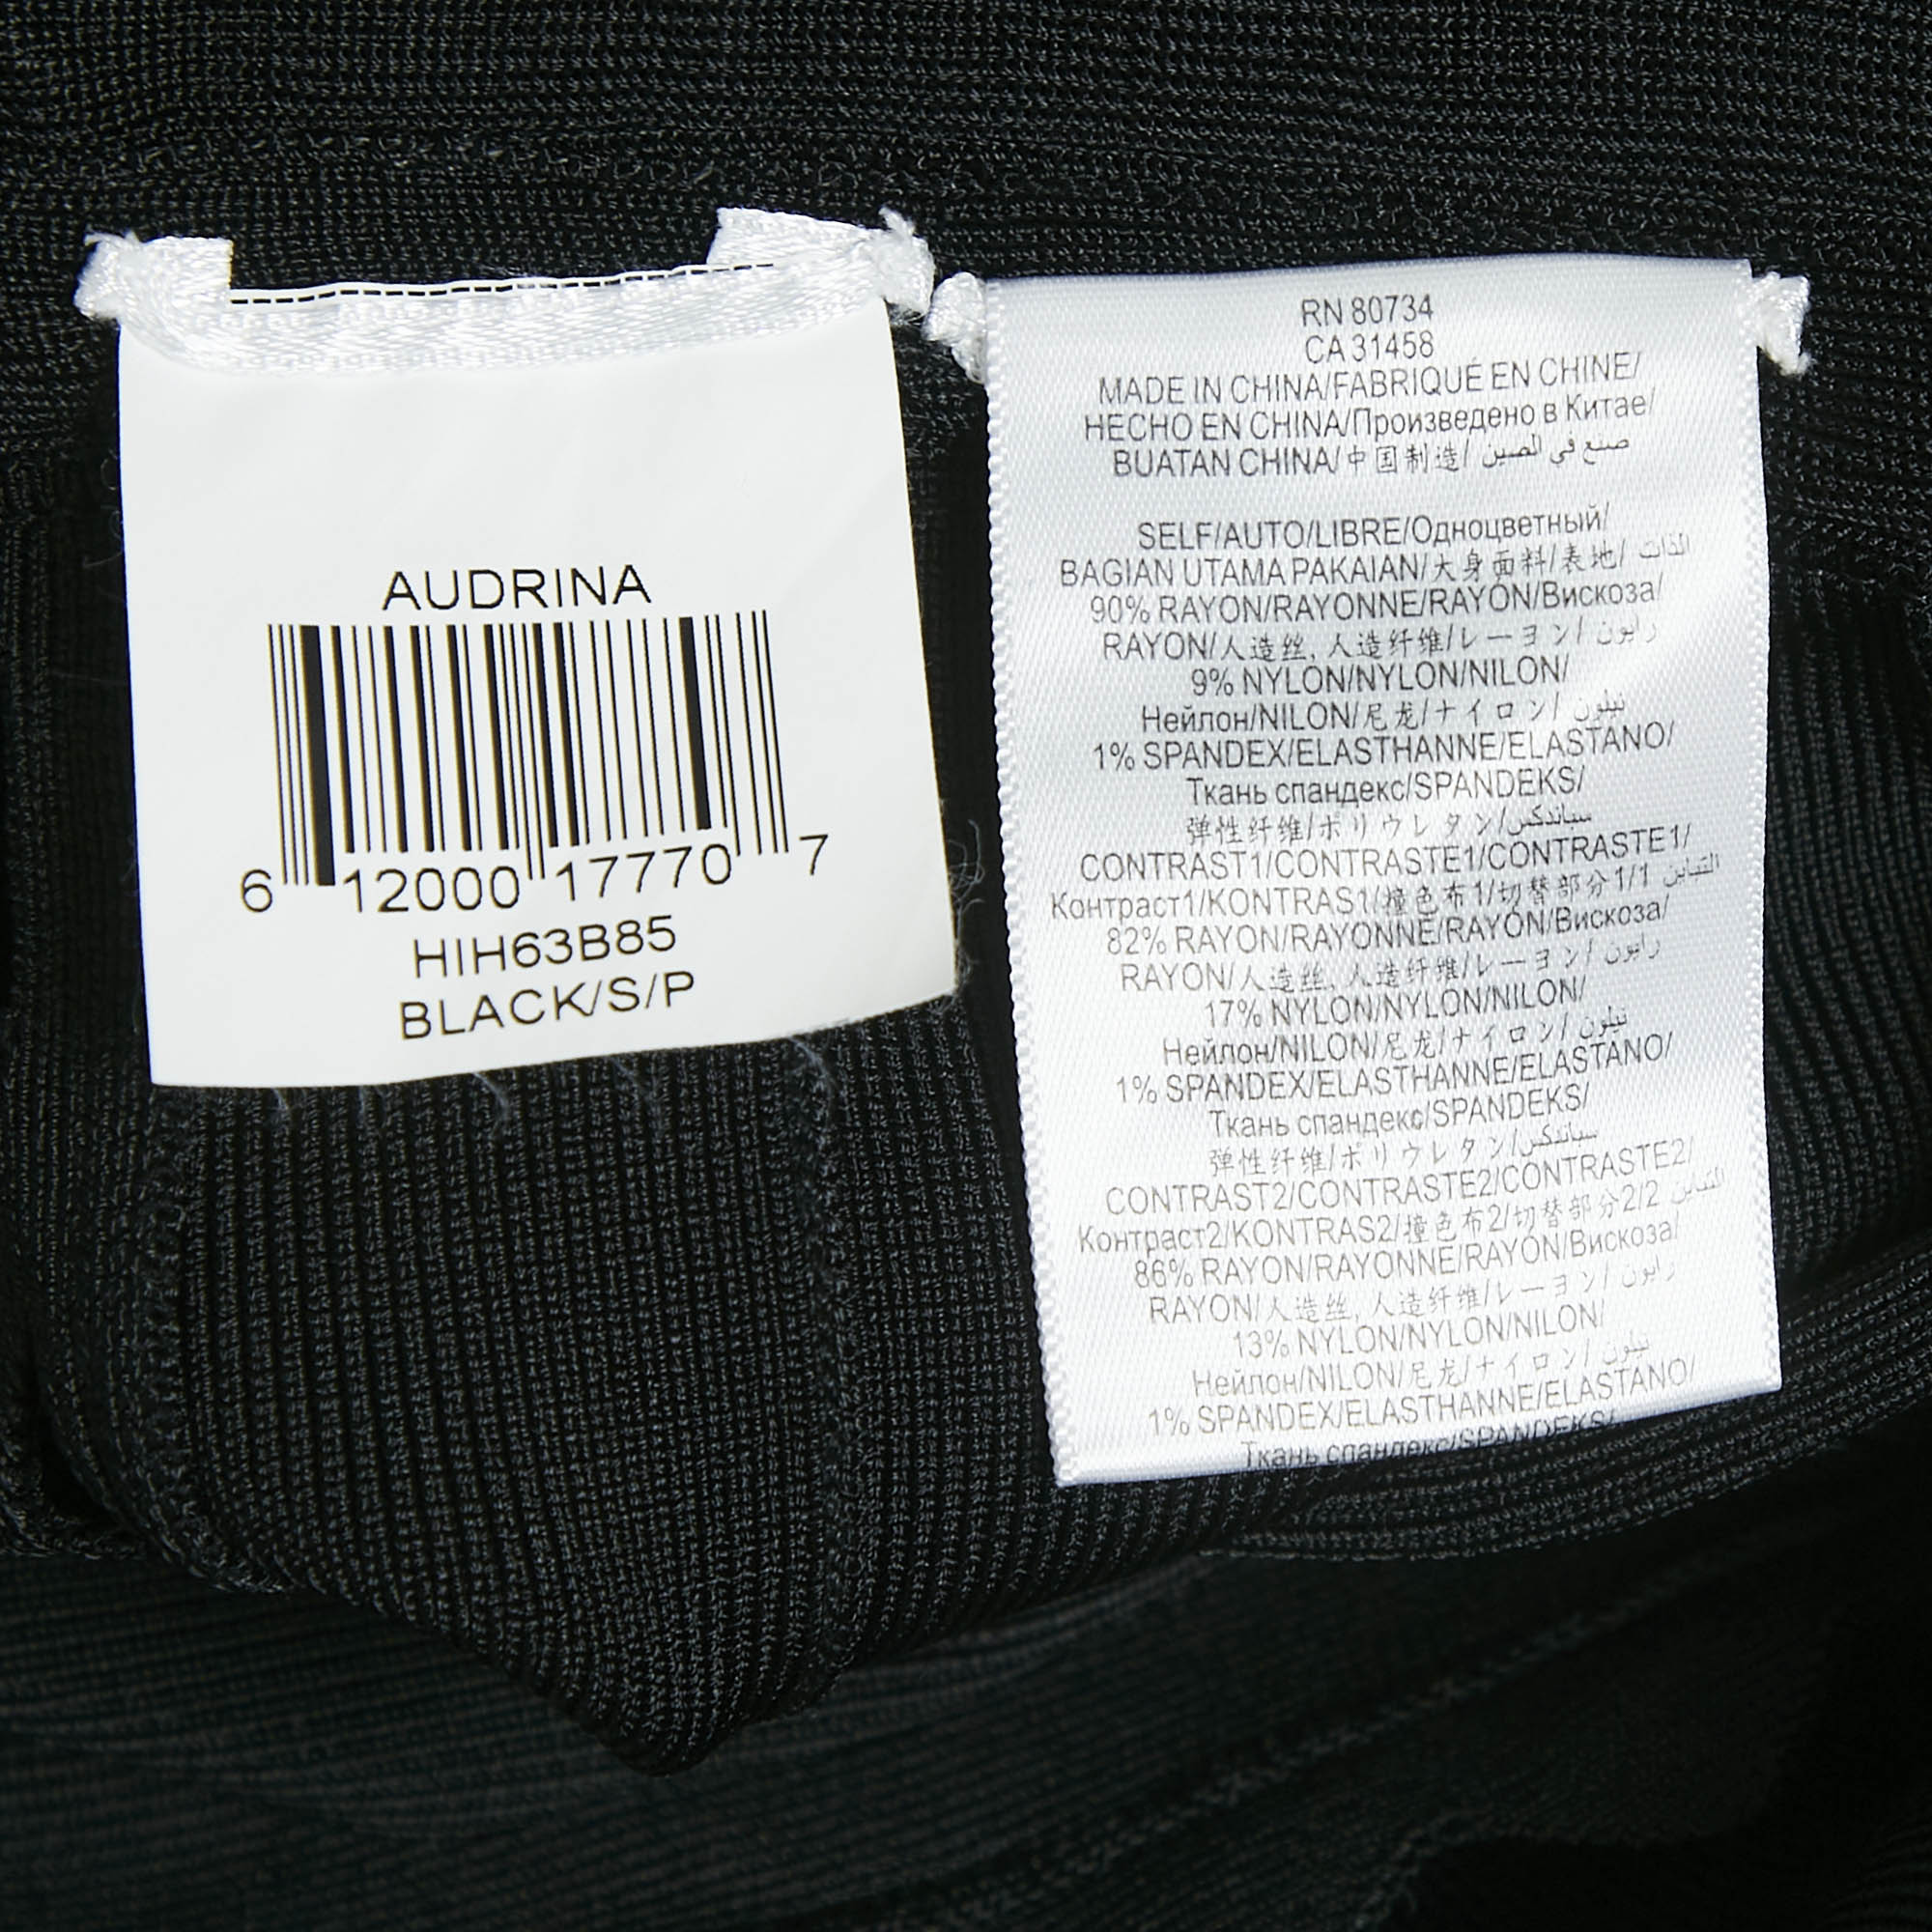 AUDRINA
6 12000 17770 7
HIH63B85
BLACK/S/P
RN 80734
CA 31458
MADE IN CHINA/FABRIQUÉ EN CHINE/
HECHO EN CHINA/Произведено в Китае/
BUATAN CHINA/中国制造/ صنع في الصين
SELF/AUTO/LIBRE/Одноцветный/
BAGIAN UTAMA PAKAIAN/大身面料/表地/ الذات
90% RAYON/RAYONNE/RAYON/Вискоза/
RAYON/人造丝, 人造纤维/レーヨン/ رايون
9% NYLON/NYLON/NILON/
Нейлон/NILON/尼龙/ナイロン/ نيلون
1% SPANDEX/ELASTHANNE/ELASTANO/
Ткань спандекс/SPANDEKS/
弹性纤维/ポリウレタン/سباندكس
CONTRAST1/CONTRASTE1/CONTRASTE1/
Контраст1/KONTRAS1/撞色布1/切替部分1/1 التباين
82% RAYON/RAYONNE/RAYON/Вискоза/
RAYON/人造丝, 人造纤维/レーヨン/ رايون
17% NYLON/NYLON/NILON/
Нейлон/NILON/尼龙/ナイロン/ نيلون
1% SPANDEX/ELASTHANNE/ELASTANO/
Ткань спандекс/SPANDEKS/
弹性纤维/ポリウレタン/سباندكس
CONTRAST2/CONTRASTE2/CONTRASTE2/
Контраст2/KONTRAS2/撞色布2/切替部分2/2 التباين
86% RAYON/RAYONNE/RAYON/Вискоза/
RAYON/人造丝, 人造纤维/レーヨン/ رايون
13% NYLON/NYLON/NILON/
Нейлон/NILON/尼龙/ナイロン/ نيلون
1% SPANDEX/ELASTHANNE/ELASTANO/
Ткань спандекс/SPANDEKS/